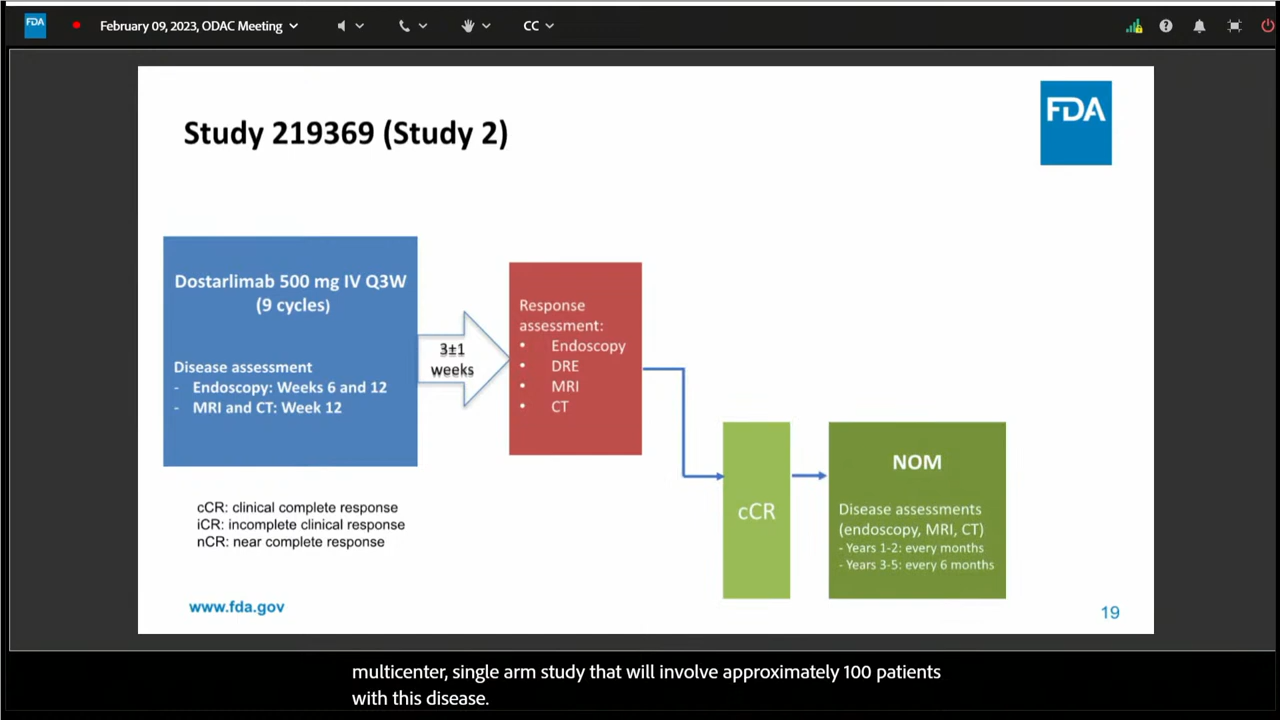 FDA
February 09, 2023, ODAC Meeting
CC
FDA
Study 219369 (Study 2)
Dostarlimab 500 mg IV Q3W
(9 cycles)
Disease assessment
- Endoscopy: Weeks 6 and 12
- MRI and CT: Week 12
3±1
weeks
Response
assessment:
• Endoscopy
• DRE
• MRI
• CT
cCR
NOM
Disease assessments
(endoscopy, MRI, CT)
- Years 1-2: every months
- Years 3-5: every 6 months
cCR: clinical complete response
iCR: incomplete clinical response
nCR: near complete response
www.fda.gov
19
multicenter, single arm study that will involve approximately 100 patients
with this disease.